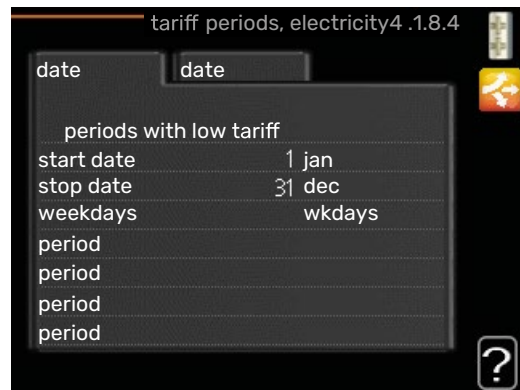 tariff periods, electricity4 .1.8.4
date date
periods with low tariff
start date 1 jan
stop date 31 dec
weekdays wkdays
period
period
period
period
?